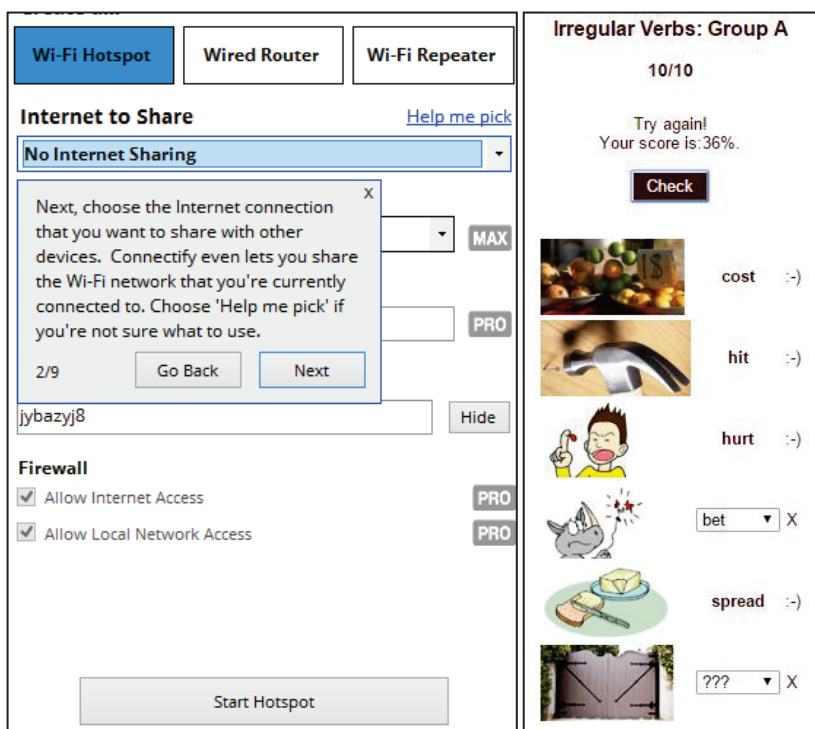 Wi-Fi Hotspot Wired Router Wi-Fi Repeater
Internet to Share Help me pick
No Internet Sharing
X
Next, choose the Internet connection
that you want to share with other
devices. Connectify even lets you share
the Wi-Fi network that you're currently
connected to. Choose 'Help me pick' if
you're not sure what to use.
2/9 Go Back Next
MAX
PRO
jybazyj8 Hide
Firewall
Allow Internet Access PRO
Allow Local Network Access PRO
Start Hotspot
Irregular Verbs: Group A
10/10
Try again!
Your score is:36%.
Check
cost :-)
hit :-)
hurt :-)
bet X
spread :-)
??? X